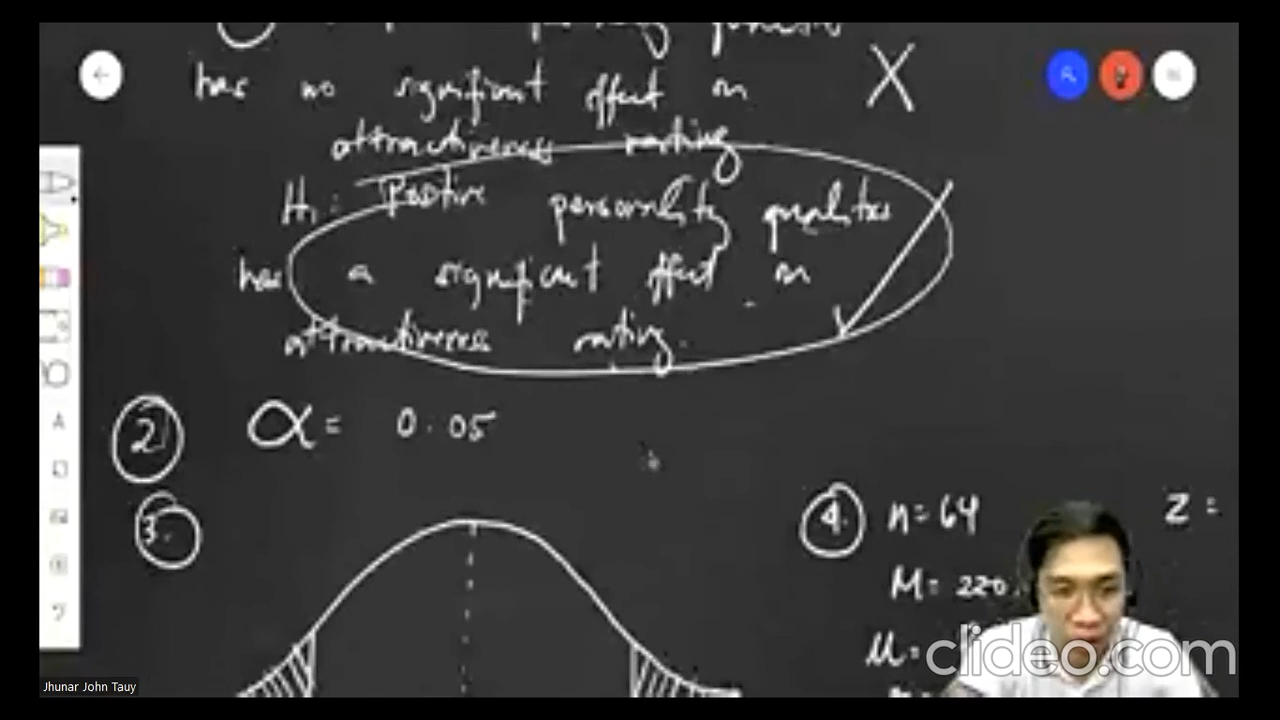 has no significant effect on
X
attractiveness rating
H₁: Positive personality qualities
has a significant effect on
attractiveness rating.
2 α = 0.05
3.
4. n = 64
Z =
M = 220.
μ =
clideo.com
Jhunar John Tauy